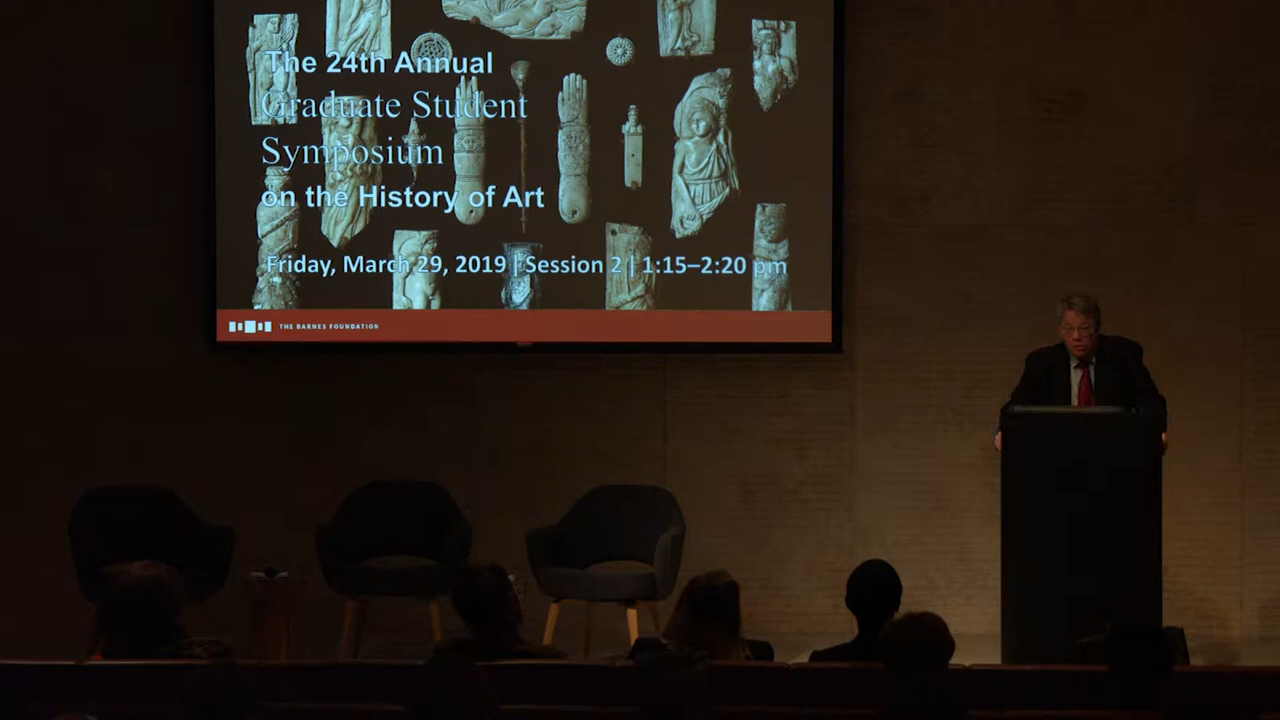 The 24th Annual
Graduate Student
Symposium
on the History of Art
Friday, March 29, 2019 | Session 2 | 1:15–2:20 pm
THE BARNES FOUNDATION